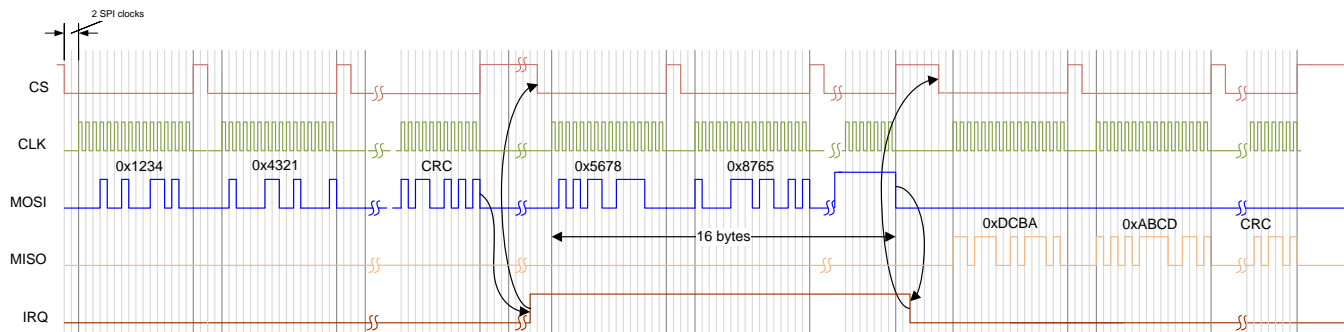 2 SPI clocks
CS
CLK
0x1234
0x4321
CRC
0x5678
0x8765
MOSI
16 bytes
0xDCBA
0xABCD
CRC
MISO
IRQ